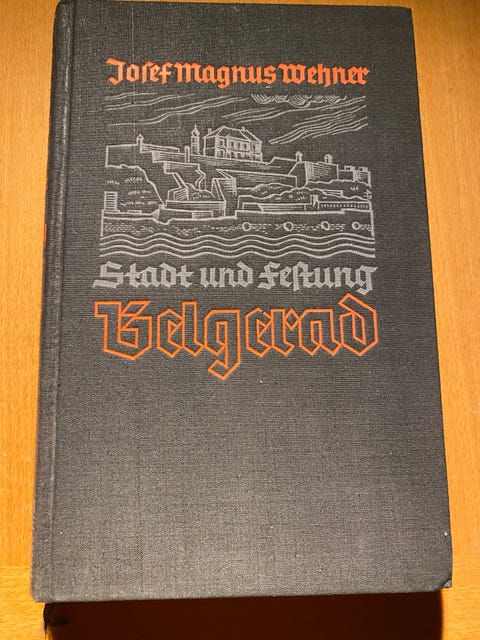 Josef Magnus Wehner
Stadt und Festung
Belgerad